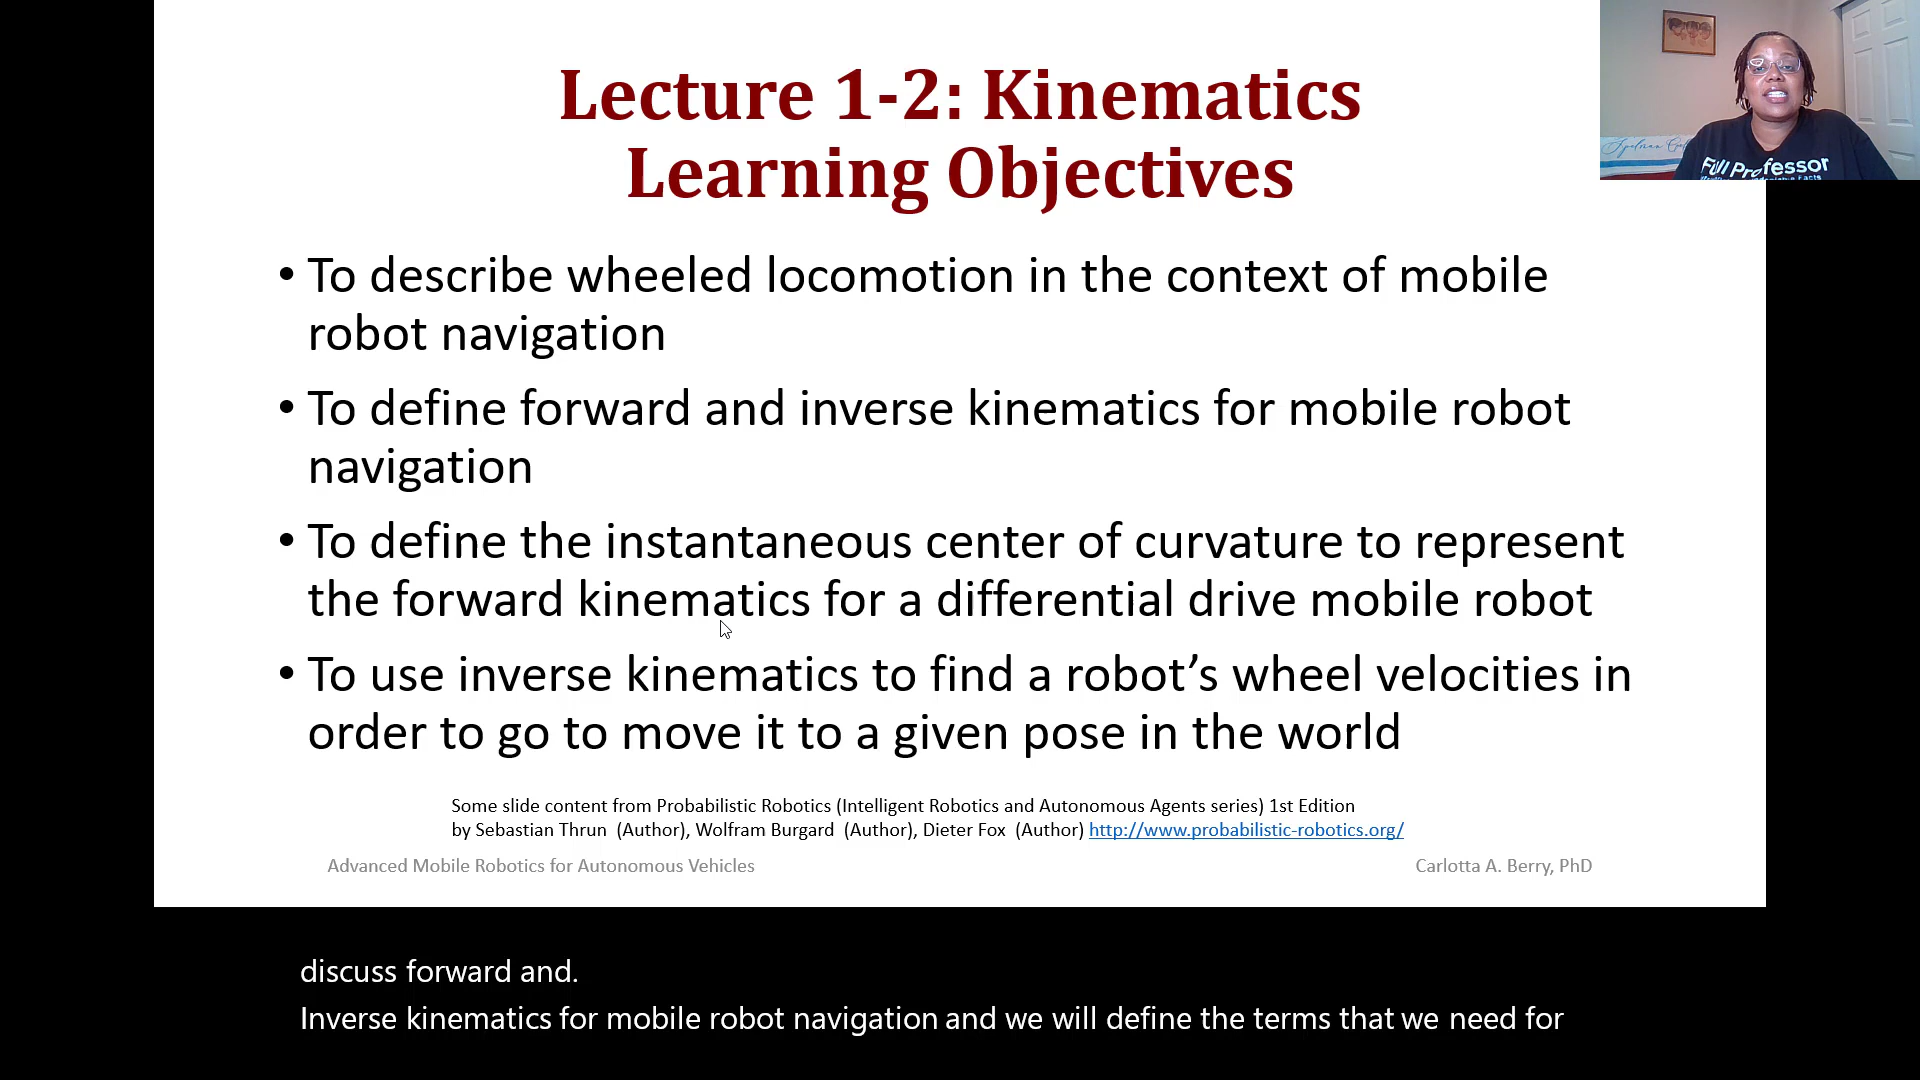 Lecture 1-2: Kinematics
Learning Objectives
• To describe wheeled locomotion in the context of mobile
robot navigation
• To define forward and inverse kinematics for mobile robot
navigation
• To define the instantaneous center of curvature to represent
the forward kinematics for a differential drive mobile robot
• To use inverse kinematics to find a robot’s wheel velocities in
order to go to move it to a given pose in the world
Some slide content from Probabilistic Robotics (Intelligent Robotics and Autonomous Agents series) 1st Edition
by Sebastian Thrun (Author), Wolfram Burgard (Author), Dieter Fox (Author) http://www.probabilistic-robotics.org/
Advanced Mobile Robotics for Autonomous Vehicles
Carlotta A. Berry, PhD
Spelman
Full Professor
discuss forward and.
Inverse kinematics for mobile robot navigation and we will define the terms that we need for